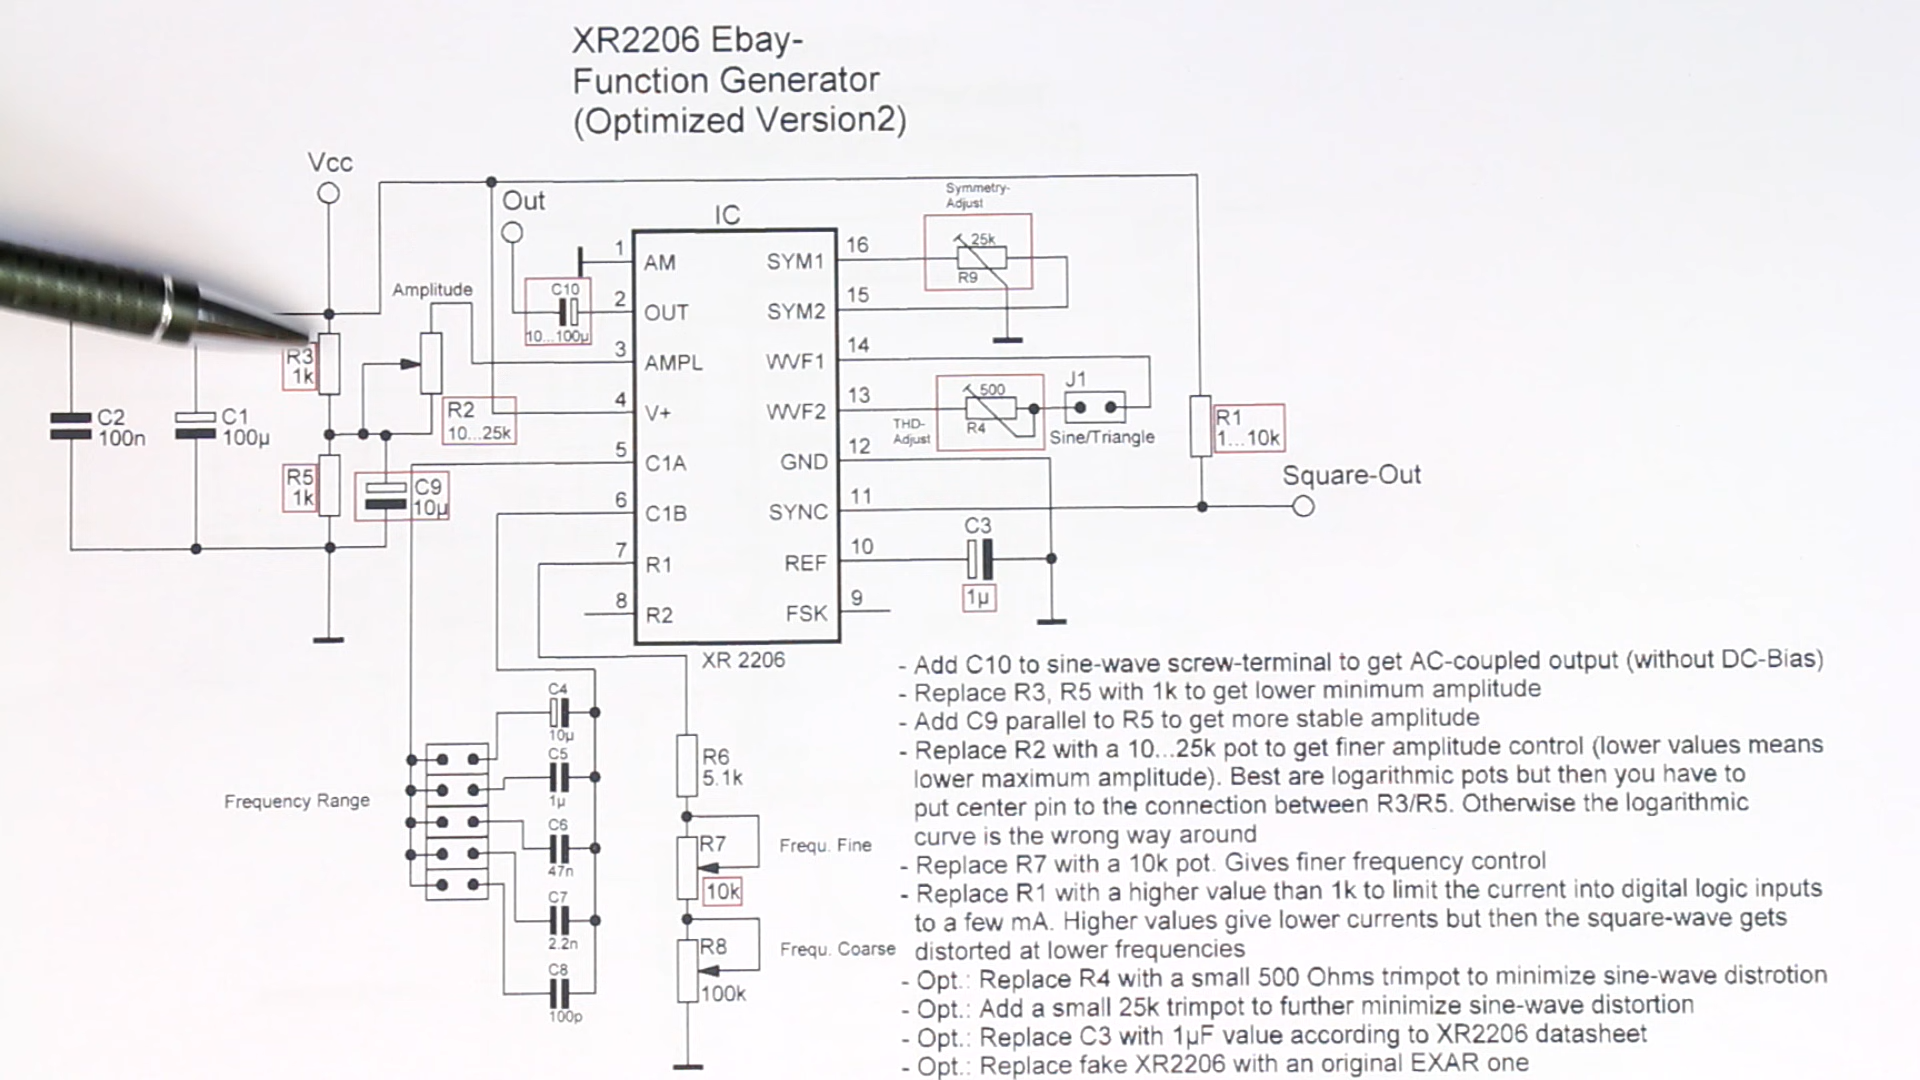 XR2206 Ebay-
Function Generator
(Optimized Version2)
Vcc
Out
IC
Symmetry-
Adjust
25k
R9
Amplitude
C10
10...100µ
1 AM
2 OUT
3 AMPL
4 V+
5 C1A
6 C1B
7 R1
8 R2
SYM1 16
SYM2 15
WVF1 14
WVF2 13
GND 12
SYNC 11
REF 10
FSK 9
XR 2206
R3
1k
R2
10...25k
C2
100n
C1
100µ
R5
1k
C9
10µ
500
R4
THD-
Adjust
J1
Sine/Triangle
R1
1...10k
Square-Out
C3
1µ
Frequency Range
C4
10µ
C5
1µ
C6
47n
C7
2.2n
C8
100p
R6
5.1k
R7
10k
Frequ. Fine
R8
100k
Frequ. Coarse
- Add C10 to sine-wave screw-terminal to get AC-coupled output (without DC-Bias)
- Replace R3, R5 with 1k to get lower minimum amplitude
- Add C9 parallel to R5 to get more stable amplitude
- Replace R2 with a 10...25k pot to get finer amplitude control (lower values means
lower maximum amplitude). Best are logarithmic pots but then you have to
put center pin to the connection between R3/R5. Otherwise the logarithmic
curve is the wrong way around
- Replace R7 with a 10k pot. Gives finer frequency control
- Replace R1 with a higher value than 1k to limit the current into digital logic inputs
to a few mA. Higher values give lower currents but then the square-wave gets
distorted at lower frequencies
- Opt.: Replace R4 with a small 500 Ohms trimpot to minimize sine-wave distrotion
- Opt.: Add a small 25k trimpot to further minimize sine-wave distortion
- Opt.: Replace C3 with 1µF value according to XR2206 datasheet
- Opt.: Replace fake XR2206 with an original EXAR one